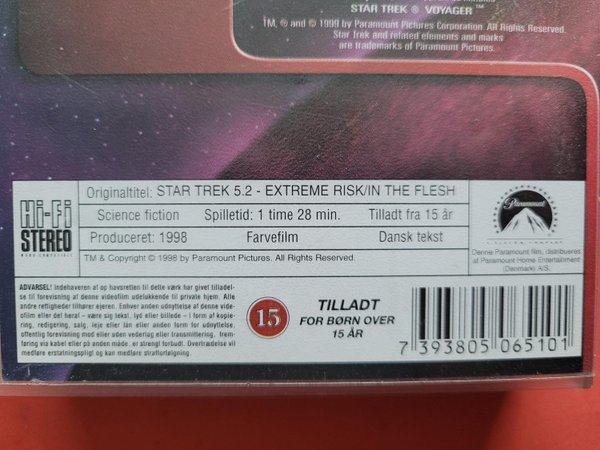 STAR TREK ® VOYAGER ™
TM, ® and © 1999 by Paramount Pictures Corporation. All Rights Reserved.
Star Trek and related elements and marks
are trademarks of Paramount Pictures.
Hi-Fi
STEREO
Originaltitel: STAR TREK 5.2 - EXTREME RISK/IN THE FLESH
Science fiction Spilletid: 1 time 28 min. Tilladt fra 15 år
Produceret: 1998 Farvefilm Dansk tekst
TM & Copyright © 1998 by Paramount Pictures. All Rights Reserved.
Paramount
Denne Paramount film, distribueres
af Paramount Home Entertainment
(Denmark) A/S.
ADVARSEL! Indehaveren af op havsretten til dette værk har givet tilladel-
se til forevisning af denne videofilm udelukkende til private hjem. Alle
andre rettigheder tilhører ejeren. Enhver anden udnyttelse af denne vide-
ofilm eller del heral – være sig tekst, lyd eller billede – i form af kopie-
ring, redigering, salg, leje eller lån eller anden form for udnyttelse,
offentlig forevisning mod eller uden vederlag eller transmittering, frem-
føring via kabel eller på anden måde, er strengt forbudt. Overtrædelse vil
medføre erstatningspligt og kan medføre strafforfølgning.
15
TILLADT
FOR BØRN OVER
15 ÅR
7 393805 065101